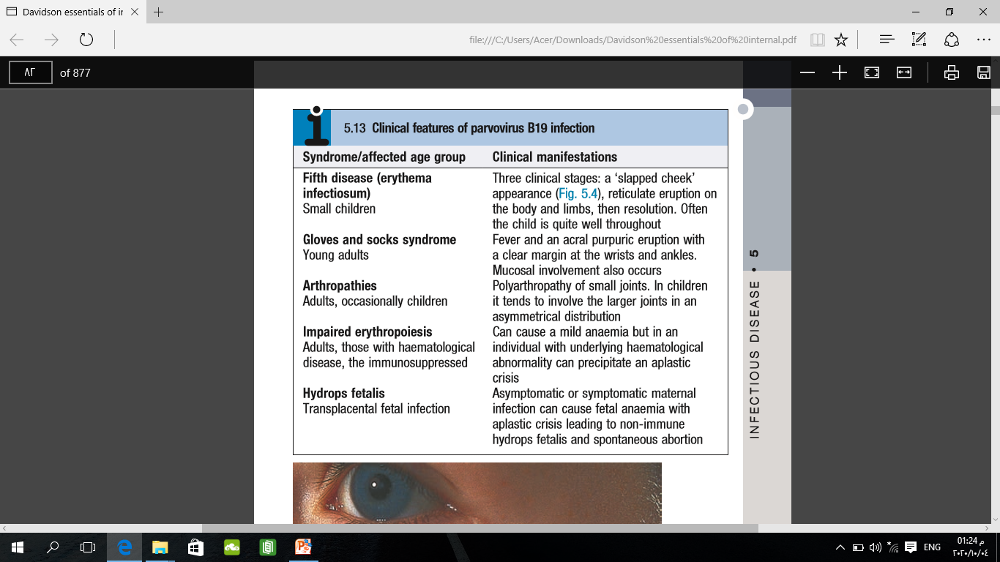 Davidson essentials of ir
file:///C:/Users/Acer/Downloads/Davidson%20essentials%20of%20internal.pdf
٨٢ of 877
5.13 Clinical features of parvovirus B19 infection
Syndrome/affected age group Clinical manifestations
Fifth disease (erythema
infectiosum)
Small children
Three clinical stages: a ‘slapped cheek’
appearance (Fig. 5.4), reticulate eruption on
the body and limbs, then resolution. Often
the child is quite well throughout
Gloves and socks syndrome
Young adults
Fever and an acral purpuric eruption with
a clear margin at the wrists and ankles.
Mucosal involvement also occurs
Arthropathies
Adults, occasionally children
Polyarthropathy of small joints. In children
it tends to involve the larger joints in an
asymmetrical distribution
Impaired erythropoiesis
Adults, those with haematological
disease, the immunosuppressed
Can cause a mild anaemia but in an
individual with underlying haematological
abnormality can precipitate an aplastic
crisis
Hydrops fetalis
Transplacental fetal infection
Asymptomatic or symptomatic maternal
infection can cause fetal anaemia with
aplastic crisis leading to non-immune
hydrops fetalis and spontaneous abortion
INFECTIOUS DISEASE • 5
ENG
01:24 م
٢٠٢٠/١٠/٠٤